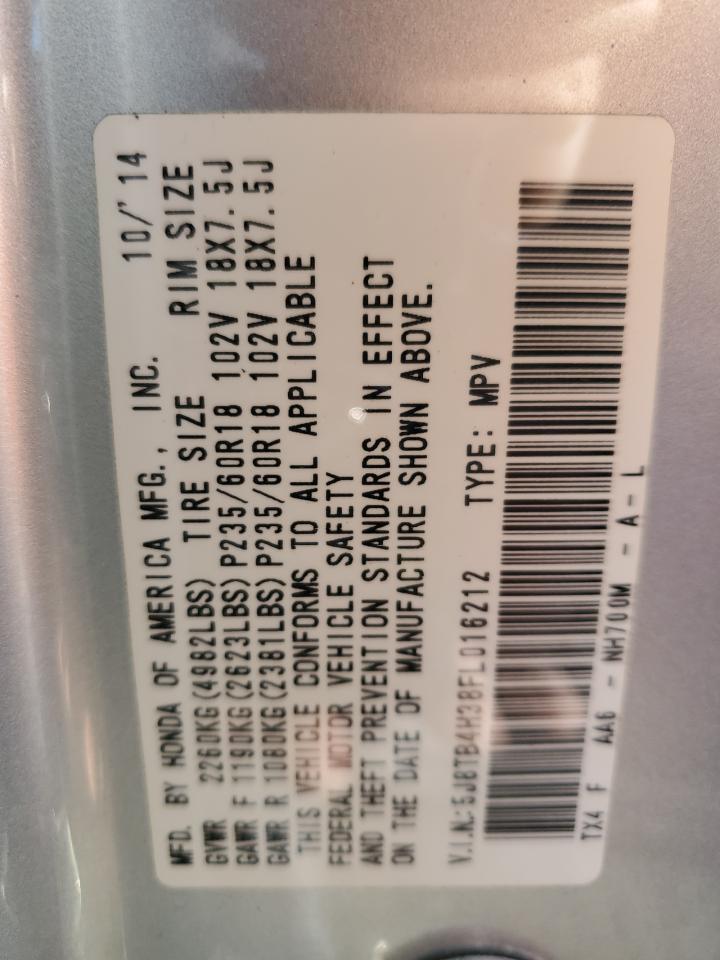 MFD. BY HONDA OF AMERICA MFG., INC. 10/'14
GVWR 2260KG(4982LBS) TIRE SIZE RIM SIZE
GAWR F 1190KG(2623LBS)P235/60R18 102V 18X7.5J
GAWR R 1080KG(2381LBS)P235/60R18 102V 18X7.5J
THIS VEHICLE CONFORMS TO ALL APPLICABLE
FEDERAL MOTOR VEHICLE SAFETY
AND THEFT PREVENTION STANDARDS IN EFFECT
ON THE DATE OF MANUFACTURE SHOWN ABOVE.
V.I.N.:5J8TB4H38FL016212 TYPE: MPV
TX4 F AA6 - NH700M - A - L